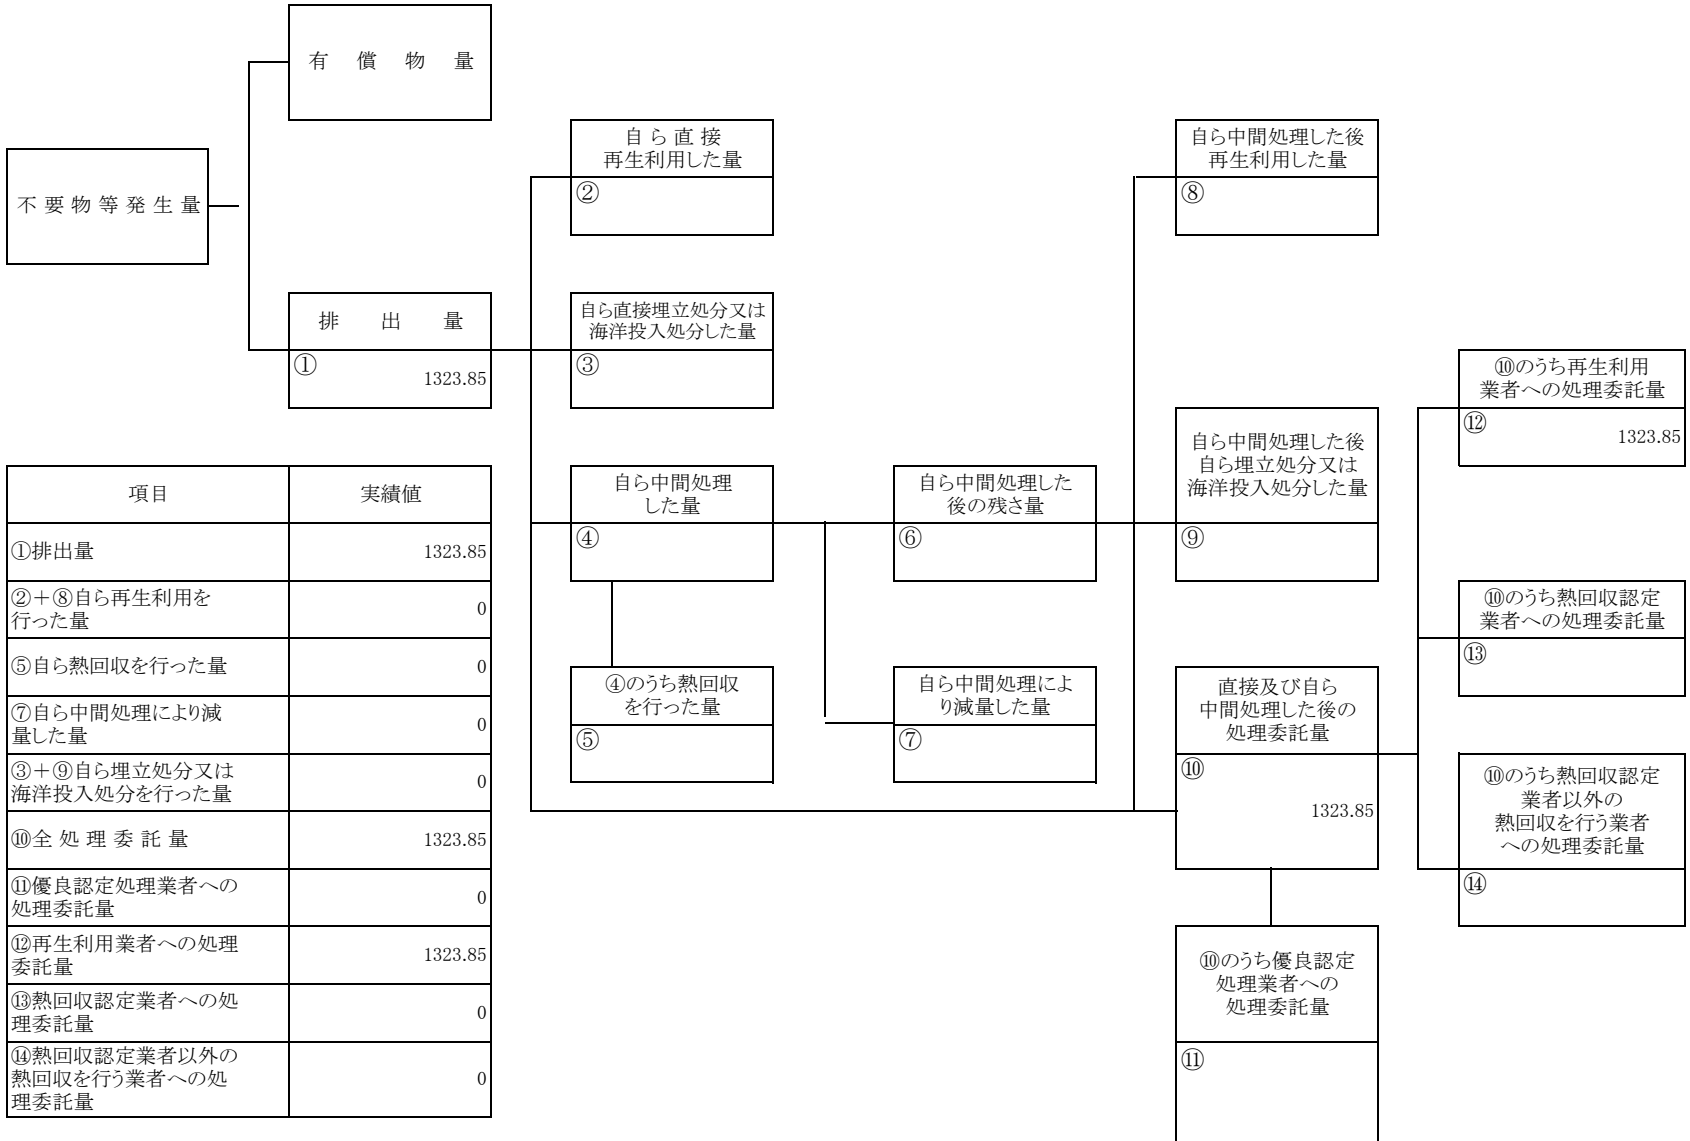 有償物量
不要物等発生量
排出量
①
1323.85
自ら直接
再生利用した量
②
自ら直接埋立処分又は
海洋投入処分した量
③
自ら中間処理
した量
④
④のうち熱回収
を行った量
⑤
自ら中間処理した
後の残さ量
⑥
自ら中間処理によ
り減量した量
⑦
自ら中間処理した後
再生利用した量
⑧
自ら中間処理した後
自ら埋立処分又は
海洋投入処分した量
⑨
直接及び自ら
中間処理した後の
処理委託量
⑩
1323.85
⑩のうち優良認定
処理業者への
処理委託量
⑪
⑩のうち再生利用
業者への処理委託量
⑫
1323.85
⑩のうち熱回収認定
業者への処理委託量
⑬
⑩のうち熱回収認定
業者以外の
熱回収を行う業者
への処理委託量
⑭
項目 実績値
①排出量 1323.85
②+⑧自ら再生利用を
行った量 0
⑤自ら熱回収を行った量 0
⑦自ら中間処理により減
量した量 0
③+⑨自ら埋立処分又は
海洋投入処分を行った量 0
⑩全処理委託量 1323.85
⑪優良認定処理業者への
処理委託量 0
⑫再生利用業者への処理
委託量 1323.85
⑬熱回収認定業者への処
理委託量 0
⑭熱回収認定業者以外の
熱回収を行う業者への処
理委託量 0